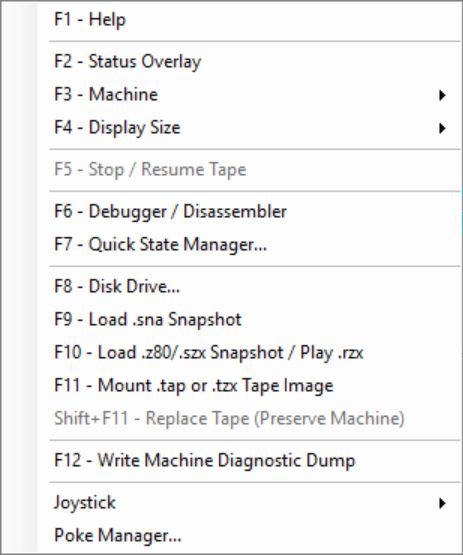 F1 - Help
F2 - Status Overlay
F3 - Machine
F4 - Display Size
F5 - Stop / Resume Tape
F6 - Debugger / Disassembler
F7 - Quick State Manager...
F8 - Disk Drive...
F9 - Load .sna Snapshot
F10 - Load .z80/.szx Snapshot / Play .rzx
F11 - Mount .tap or .tzx Tape Image
Shift+F11 - Replace Tape (Preserve Machine)
F12 - Write Machine Diagnostic Dump
Joystick
Poke Manager...